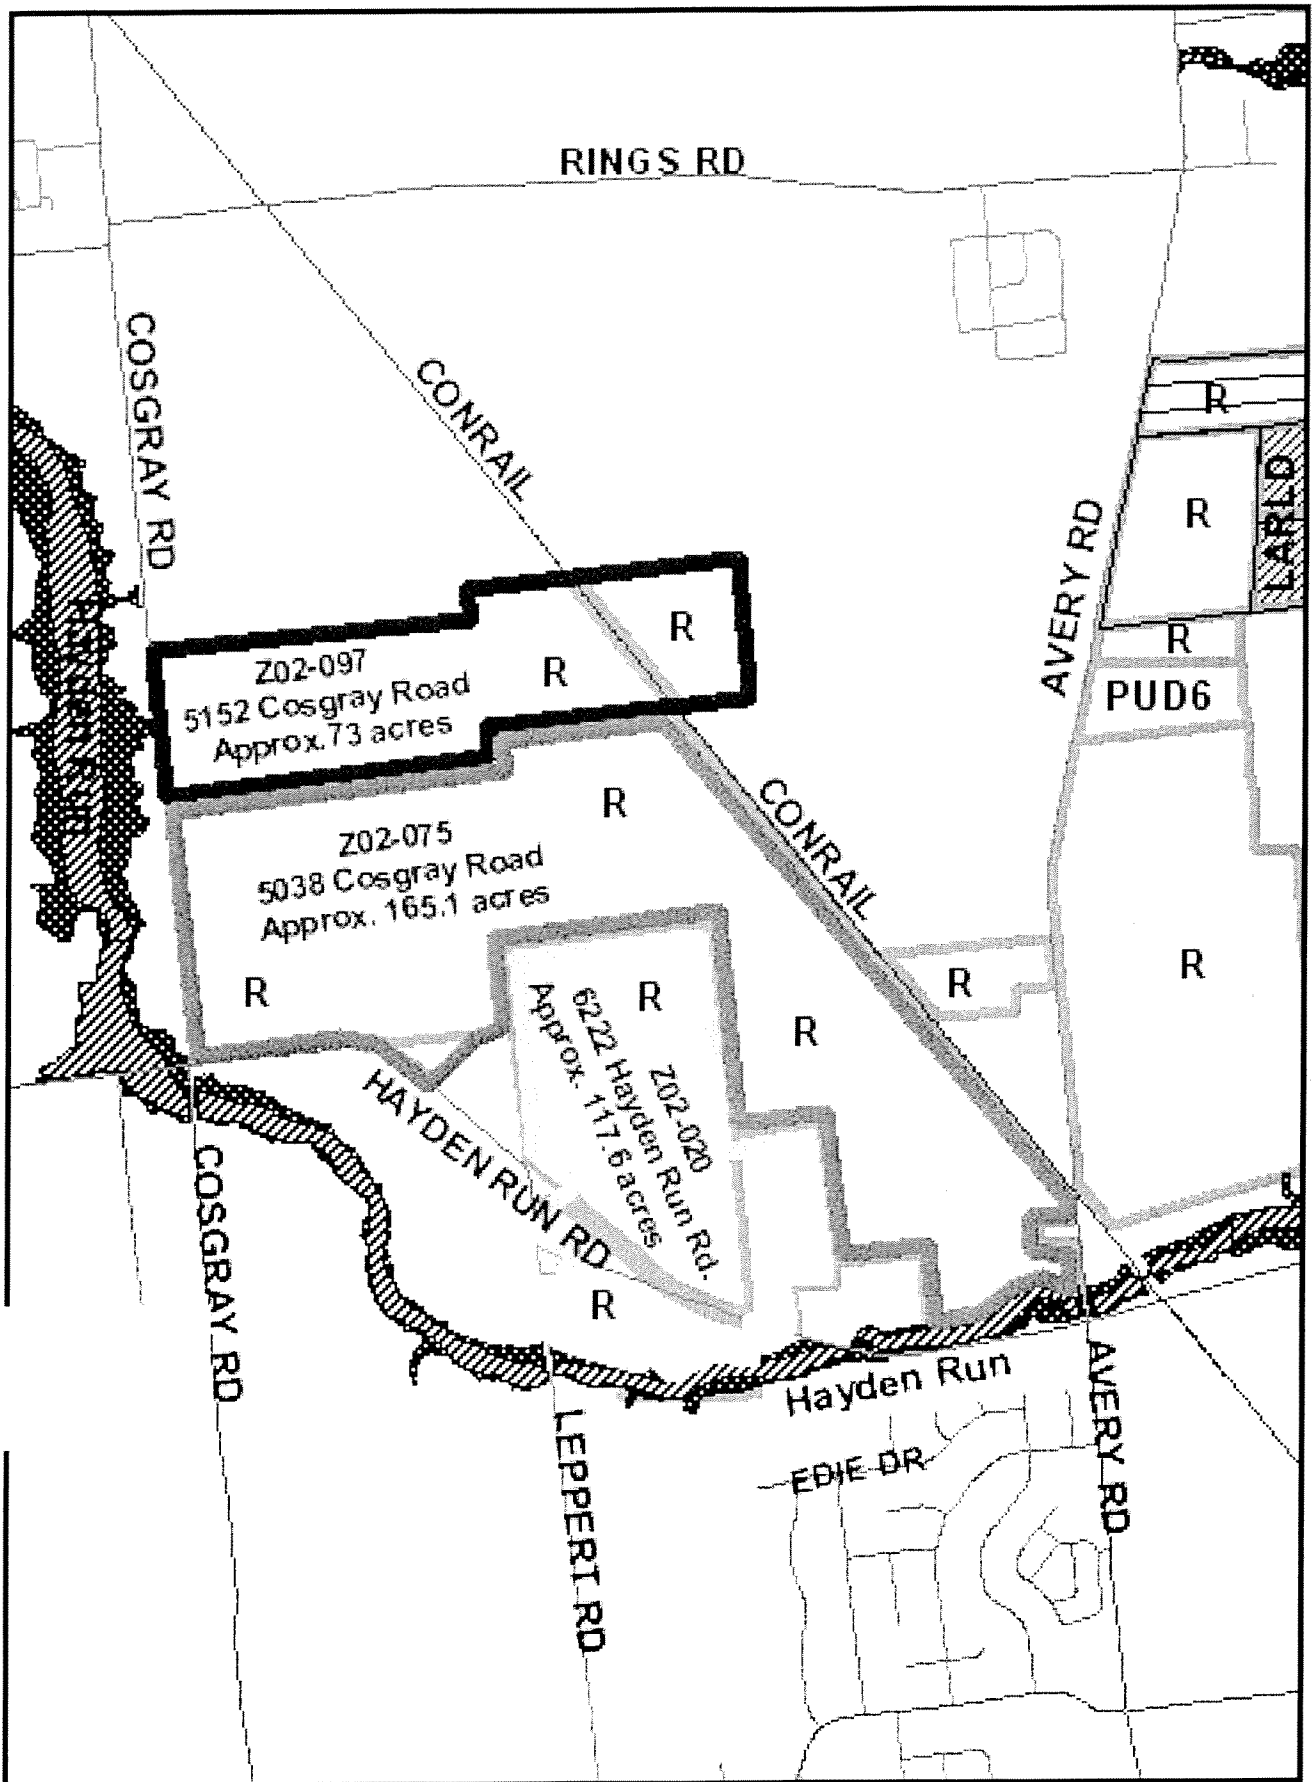 RINGS RD
COSGRAY RD
CONRAIL
R
R
LARLD
AVERY RD
R
PUD6
R
R
Z02-097
5152 Cosgray Road
Approx.73 acres
R
CONRAIL
Z02-075
5038 Cosgray Road
Approx. 165.1 acres
R
R
R
R
R
R
Z02-020
6222 Hayden Run Rd.
Approx. 117.6 acres
HAYDEN RUN RD
R
COSGRAY RD
Hayden Run
AVERY RD
EDIE DR
LEPPERT RD